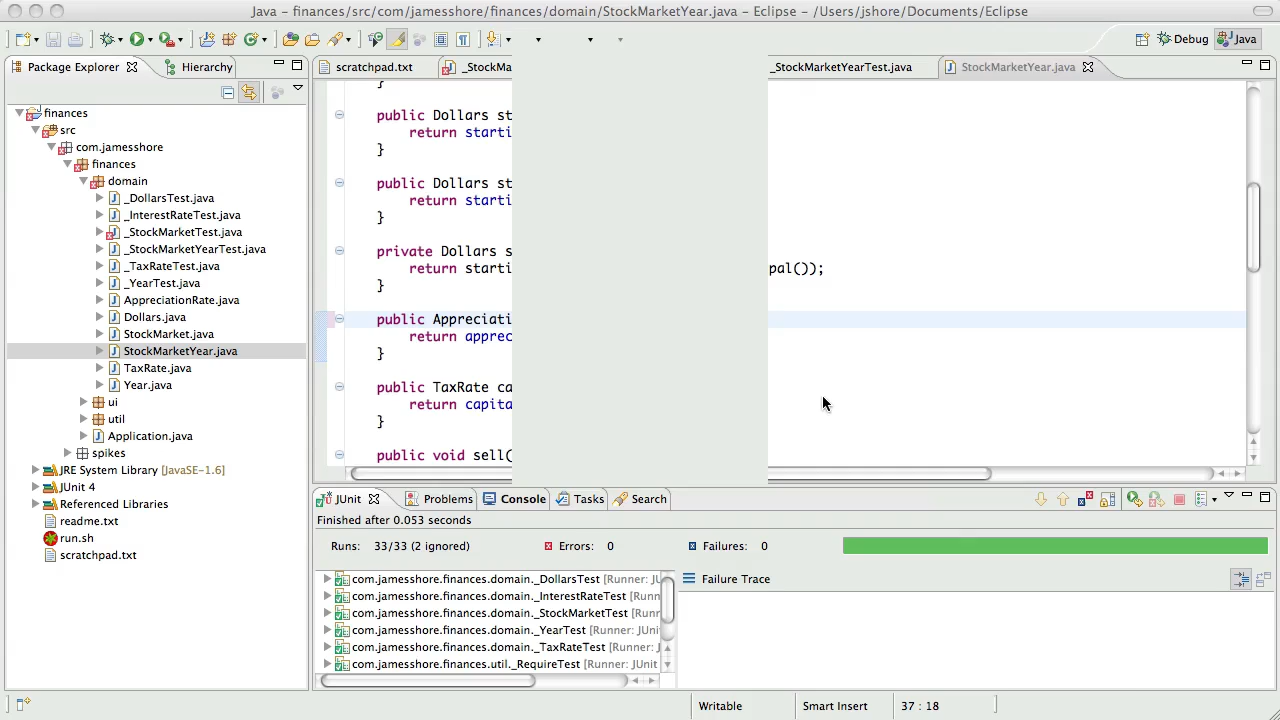 Java – finances/src/com/jamesshore/finances/domain/StockMarketYear.java – Eclipse – /Users/jshore/Documents/Eclipse
Debug
Java
Package Explorer
Hierarchy
scratchpad.txt
_StockMa
_StockMarketYearTest.java
StockMarketYear.java
finances
src
com.jamesshore
finances
domain
_DollarsTest.java
_InterestRateTest.java
_StockMarketTest.java
_StockMarketYearTest.java
_TaxRateTest.java
_YearTest.java
AppreciationRate.java
Dollars.java
StockMarket.java
StockMarketYear.java
TaxRate.java
Year.java
ui
util
Application.java
spikes
JRE System Library [JavaSE-1.6]
JUnit 4
Referenced Libraries
readme.txt
run.sh
scratchpad.txt
}
public Dollars st
return starti
}
public Dollars st
return starti
}
private Dollars s
return starti pal());
}
public Appreciati
return apprec
}
public TaxRate ca
return capita
}
public void sell(
JUnit
Problems
Console
Tasks
Search
Finished after 0.053 seconds
Runs: 33/33 (2 ignored)
Errors: 0
Failures: 0
com.jamesshore.finances.domain._DollarsTest [Runner: JU
com.jamesshore.finances.domain._InterestRateTest [Runn
com.jamesshore.finances.domain._StockMarketTest [Runn
com.jamesshore.finances.domain._YearTest [Runner: JUnit
com.jamesshore.finances.domain._TaxRateTest [Runner: J
com.jamesshore.finances.util._RequireTest [Runner: JUnit
Failure Trace
Writable
Smart Insert
37 : 18